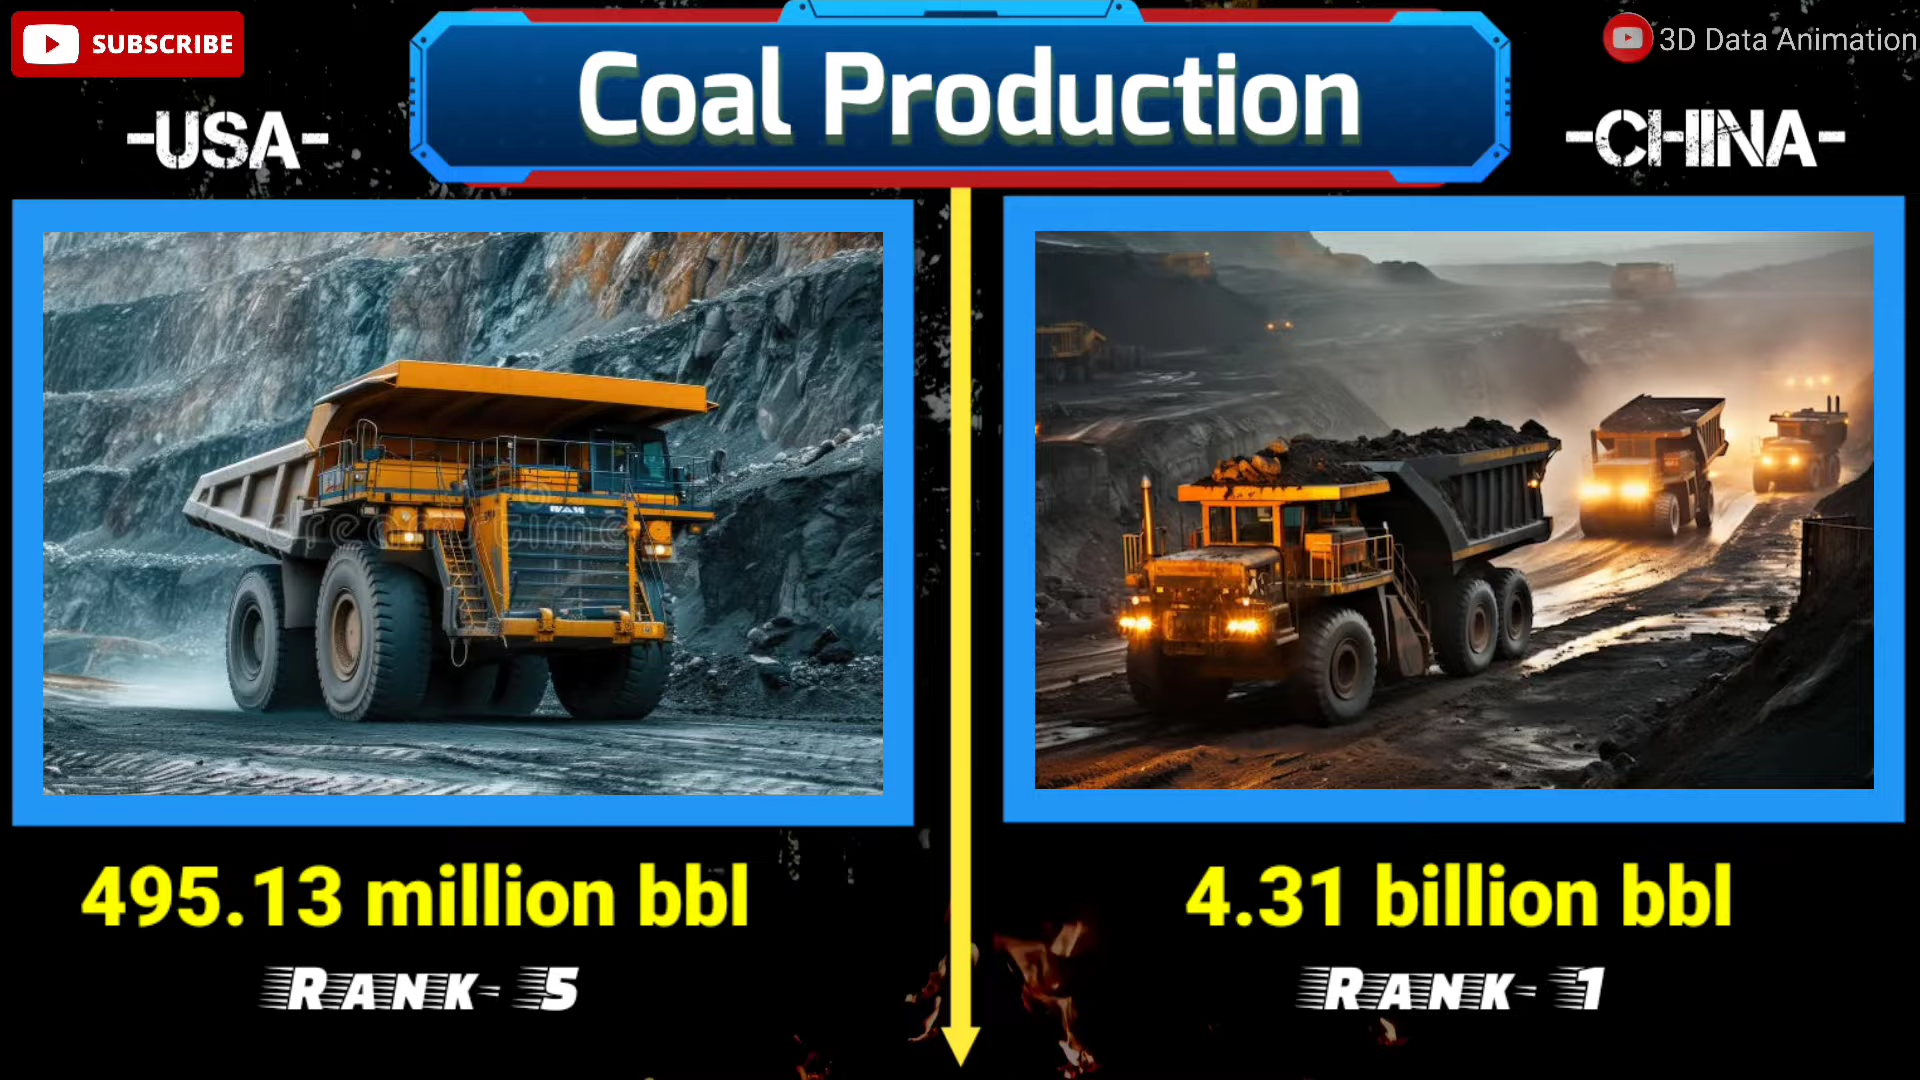 SUBSCRIBE
Coal Production
3D Data Animation
-USA-
-CHINA-
dreamstime
495.13 million bbl
4.31 billion bbl
RANK- 5
RANK- 1